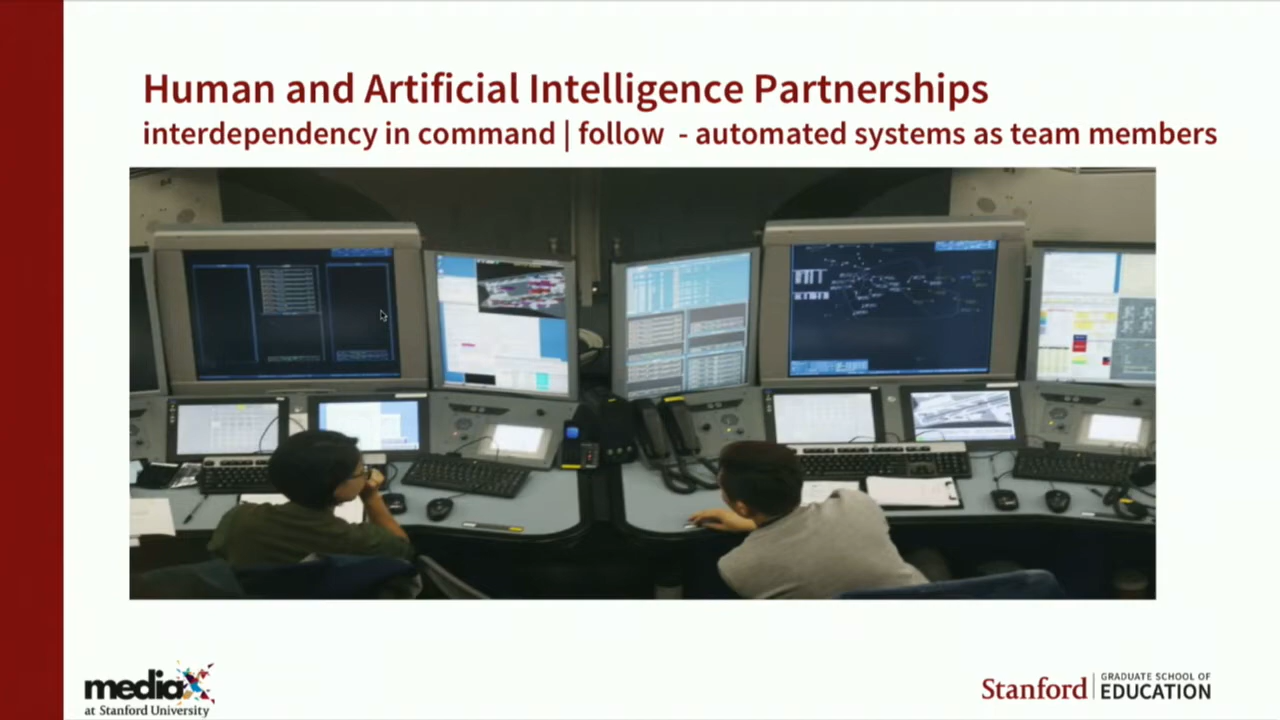 Human and Artificial Intelligence Partnerships
interdependency in command | follow - automated systems as team members
mediaX
at Stanford University
Stanford
GRADUATE SCHOOL OF
EDUCATION